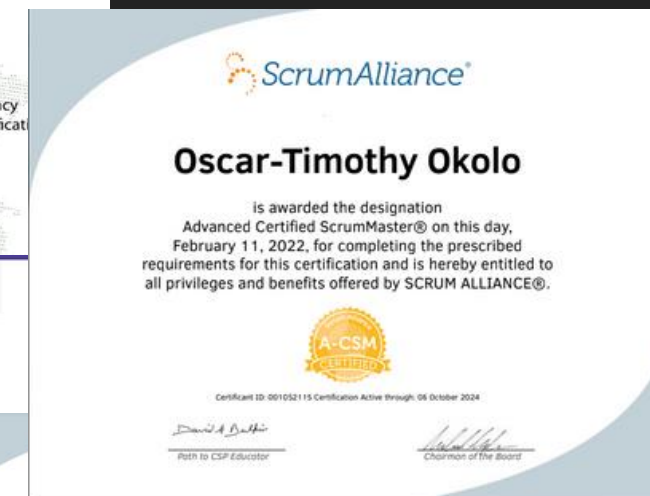 ScrumAlliance®
Oscar-Timothy Okolo
is awarded the designation
Advanced Certified ScrumMaster® on this day,
February 11, 2022, for completing the prescribed
requirements for this certification and is hereby entitled to
all privileges and benefits offered by SCRUM ALLIANCE®.
A-CSM
CERTIFIED
Certificant ID: 001052115 Certification Active through: 06 October 2024
Path to CSP Educator
Chairman of the Board